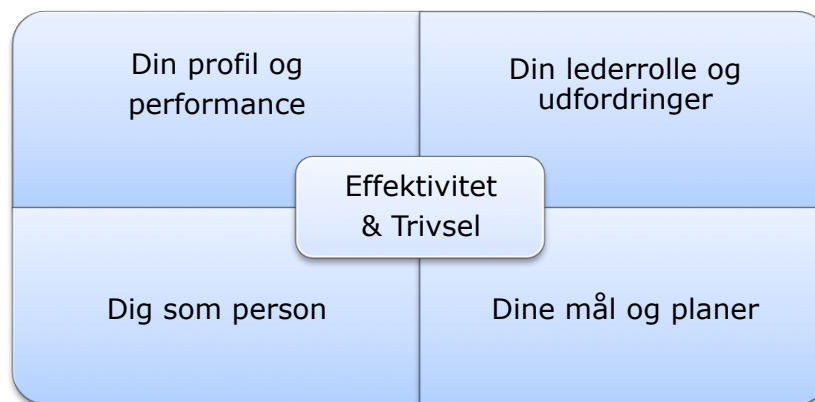 Din profil og
performance
Din lederrolle og
udfordringer
Effektivitet
& Trivsel
Dig som person
Dine mål og planer